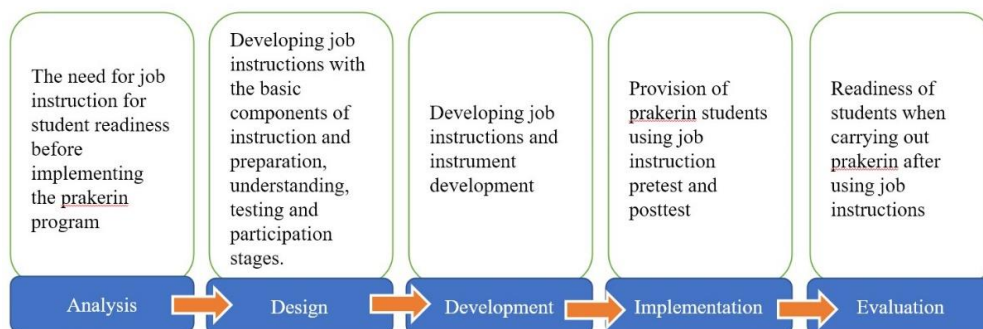 The need for job
instruction for
student readiness
before
implementing
the prakerin
program
Developing job
instructions with
the basic
components of
instruction and
preparation,
understanding,
testing and
participation
stages.
Developing job
instructions and
instrument
development
Provision of
prakerin students
using job
instruction
pretest and
posttest
Readiness of
students when
carrying out
prakerin after
using job
instructions
Analysis
Design
Development
Implementation
Evaluation